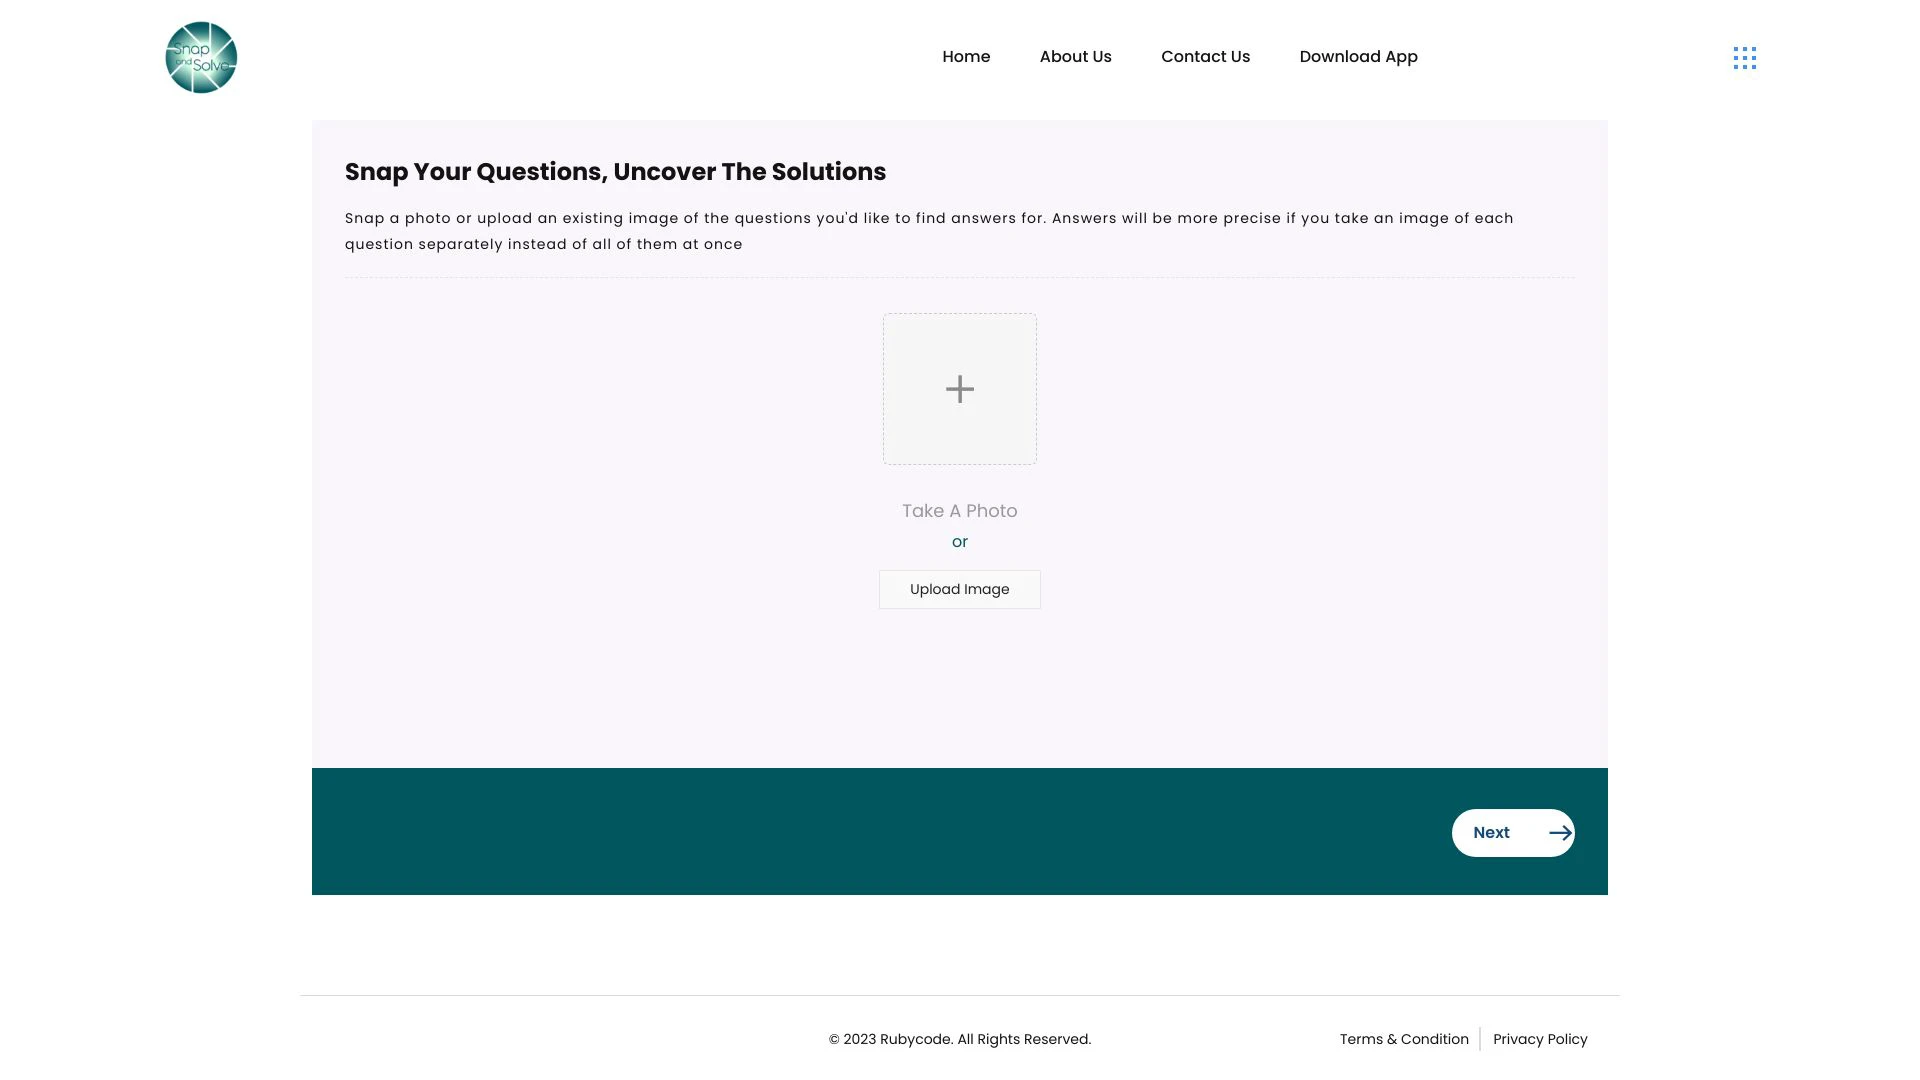 Snap
and Solve
Home
About Us
Contact Us
Download App
Snap Your Questions, Uncover The Solutions
Snap a photo or upload an existing image of the questions you'd like to find answers for. Answers will be more precise if you take an image of each
question separately instead of all of them at once
Take A Photo
or
Upload Image
Next
© 2023 Rubycode. All Rights Reserved.
Terms & Condition
Privacy Policy